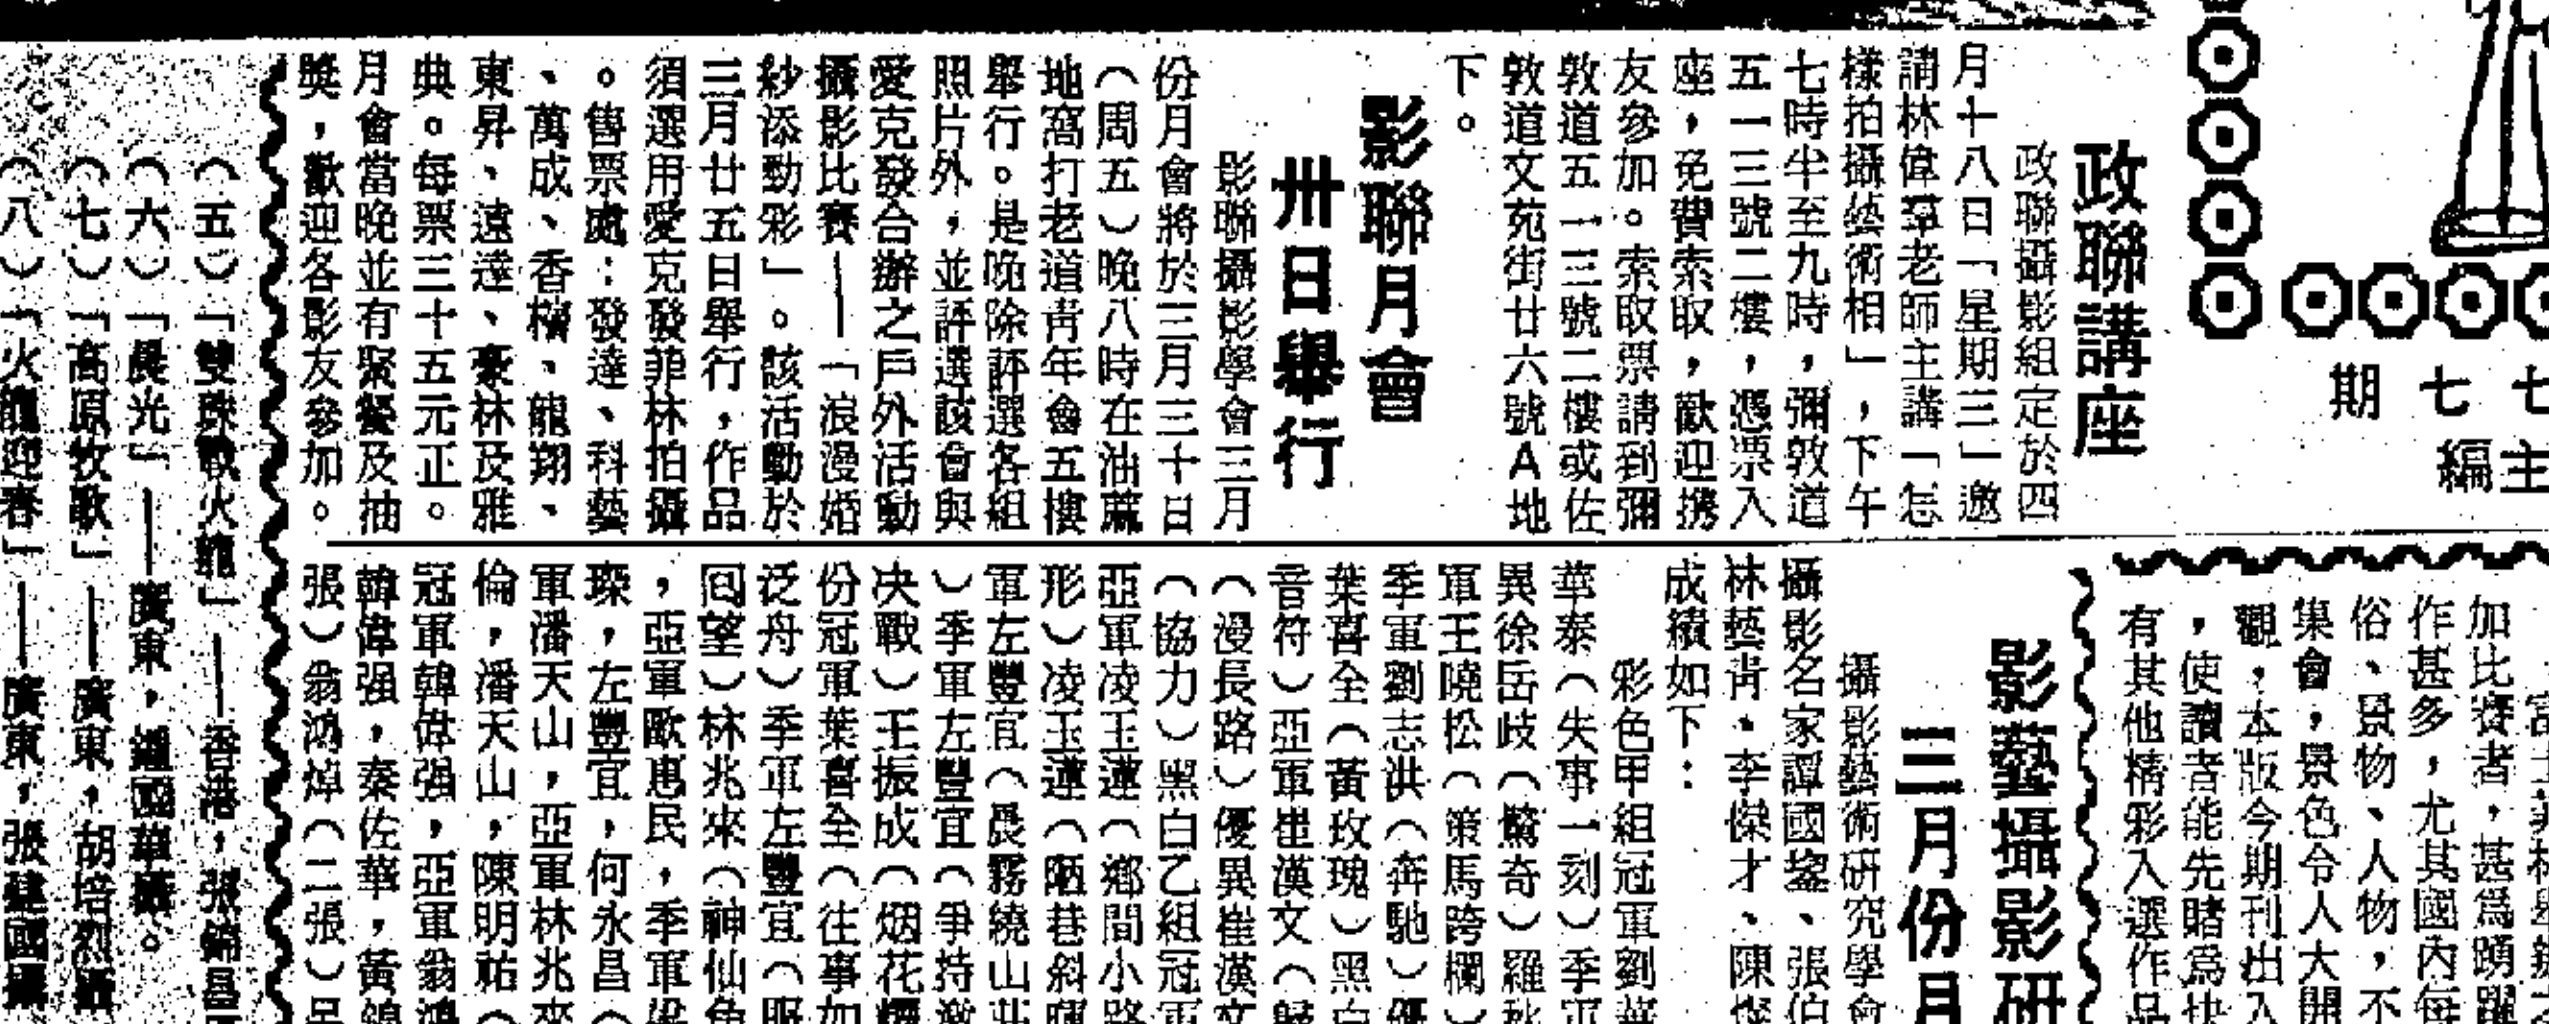 七七期
主編
政聯講座
政聯攝影組定於四
月十八日「星期三」邀
請林偉羣老師主講「怎
樣拍攝藝術相」，下午
七時半至九時，彌敦道
五一三號二樓，憑票入
座，免費索取，歡迎携
友參加。索取票請到彌
敦道五一三號二樓或佐
敦道文苑街廿六號A地
下。
影聯月會
卅日舉行
影聯攝影學會三月
份月會將於三月三十日
（周五）晚八時在油蔴
地窩打老道青年會五樓
舉行。是晚除評選各組
照片外，並評選該會與
愛克發合辦之戶外活動
攝影比賽—「浪漫婚
紗添動彩」。該活動於
三月廿五日舉行，作品
須選用愛克發菲林拍攝
。售票處：發達、科藝
、萬成、香檳、龍翔、
東昇、遠達、豪林及雅
典。每票三十五元正。
月會當晚並有聚餐及抽
獎，歡迎各影友參加。
加比賽者，甚爲踴躍
作甚多，尤其國內每
俗、景物、人物，不
集會，景色令人大開
觀，本版今期刊出入
，使讀者能先睹爲快
有其他精彩入選作品
影藝攝影研
三月份月
攝影藝術研究學會
攝影名家譚國鋆、張伯
林藝青、李傑才、陳
成績如下：
彩色甲組冠軍劉華
華泰（失事一刻）季軍
異徐岳歧（驚奇）羅
軍王曉松（策馬跨欄）
季軍劉志洪（奔馳）優
葉喜全（黃玫瑰）黑白
音符）亞軍崔漢文（
（漫長路）優異崔漢文
（協力）黑白乙組冠軍
亞軍凌玉蓮（鄉間小路
形）凌玉蓮（陋巷斜暉
軍左豐宜（晨霧繞山莊
）季軍左豐宜（爭持激
决戰）王振成（烟花燦
份冠軍葉喜全（往事如
泛舟）季軍左豐宜（
囘望）林兆來（神仙魚
，亞軍歐惠民，季軍梁
琛，左豐宜，何永昌（
軍潘天山，亞軍林兆來
倫，潘天山，陳明祐（
冠軍韓偉强，亞軍翁鴻
韓偉强，秦佐華，黃錦
張）翁鴻焯（二張）呂
（五）「雙珠戲火龍」——香港，張錦昌
（六）「晨光」——廣東，鍾國華攝。
（七）「高原牧歌」——廣東，胡培烈攝
（八）「火龍迎春」——廣東，張建國攝